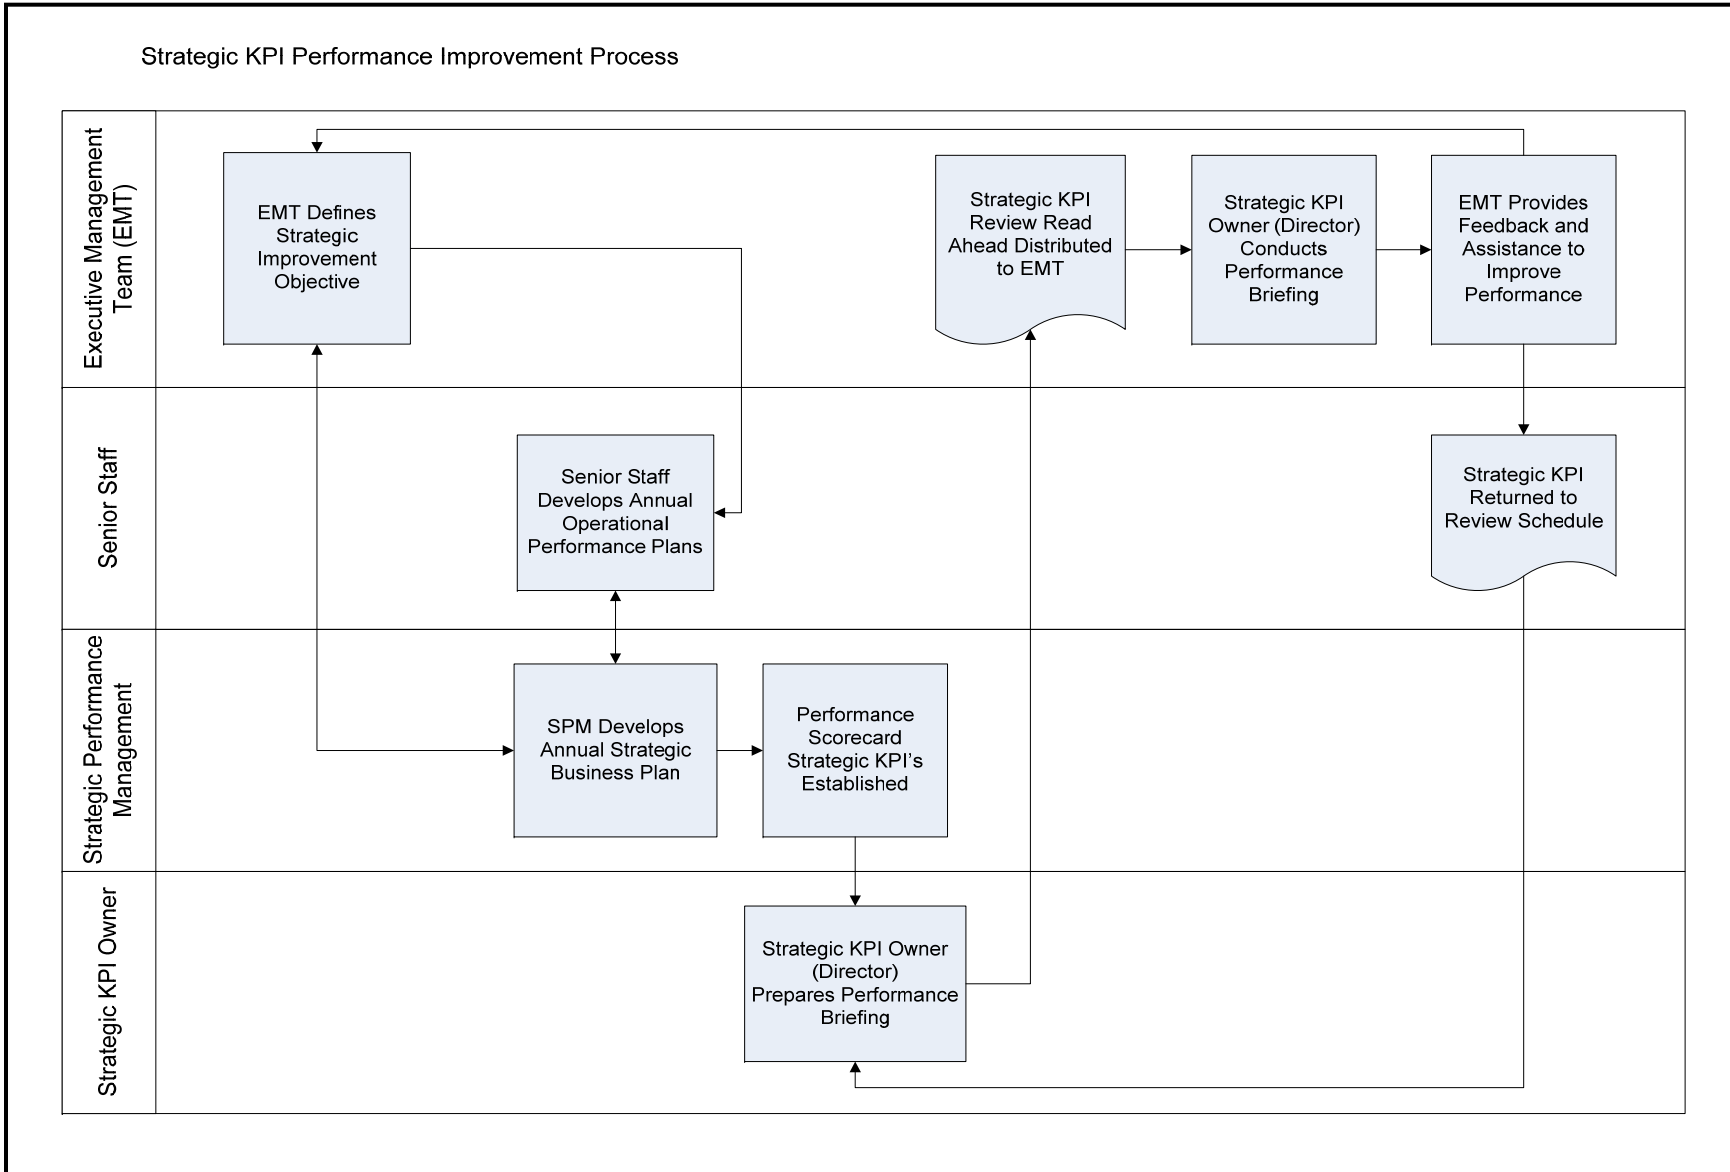 Strategic KPI Performance Improvement Process
Executive Management
Team (EMT)
EMT Defines
Strategic
Improvement
Objective
Strategic KPI
Review Read
Ahead Distributed
to EMT
Strategic KPI
Owner (Director)
Conducts
Performance
Briefing
EMT Provides
Feedback and
Assistance to
Improve
Performance
Senior Staff
Senior Staff
Develops Annual
Operational
Performance Plans
Strategic KPI
Returned to
Review Schedule
Strategic Performance
Management
SPM Develops
Annual Strategic
Business Plan
Performance
Scorecard
Strategic KPI's
Established
Strategic KPI Owner
Strategic KPI Owner
(Director)
Prepares Performance
Briefing